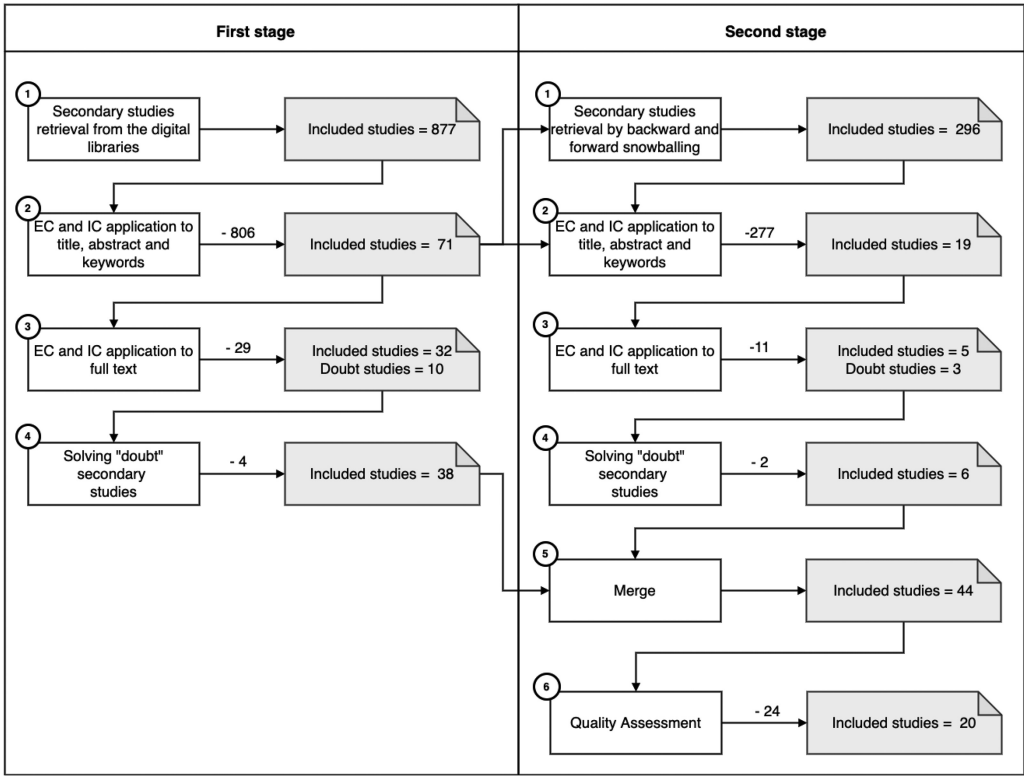 First stage
Second stage
1
Secondary studies
retrieval from the digital
libraries
Included studies = 877
2
EC and IC application to
title, abstract and
keywords
- 806
Included studies = 71
3
EC and IC application to
full text
- 29
Included studies = 32
Doubt studies = 10
4
Solving "doubt"
secondary
studies
- 4
Included studies = 38
1
Secondary studies
retrieval by backward and
forward snowballing
Included studies = 296
2
EC and IC application to
title, abstract and
keywords
-277
Included studies = 19
3
EC and IC application to
full text
-11
Included studies = 5
Doubt studies = 3
4
Solving "doubt"
secondary
studies
- 2
Included studies = 6
5
Merge
Included studies = 44
6
Quality Assessment
- 24
Included studies = 20